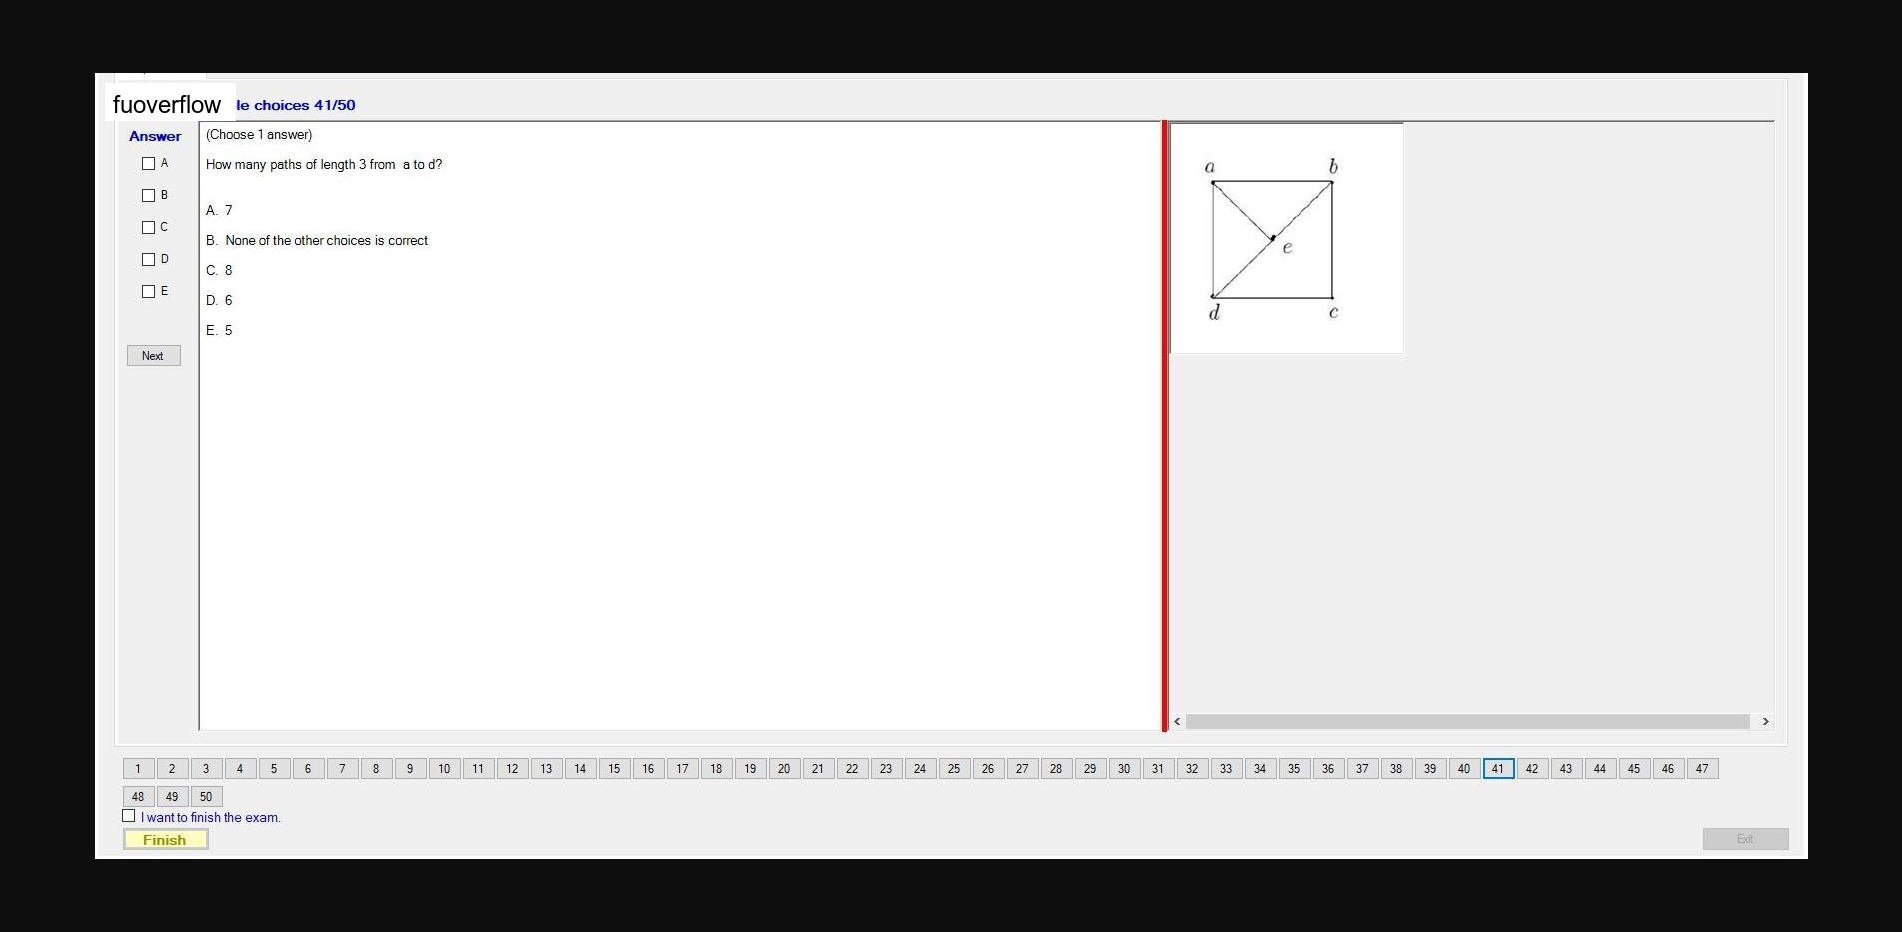 fuoverflow
le choices 41/50
Answer
(Choose 1 answer)
A
How many paths of length 3 from a to d?
B
A. 7
C
B. None of the other choices is correct
D
C. 8
E
D. 6
E. 5
Next
a b
e
d c
< >
1 2 3 4 5 6 7 8 9 10 11 12 13 14 15 16 17 18 19 20 21 22 23 24 25 26 27 28 29 30 31 32 33 34 35 36 37 38 39 40 41 42 43 44 45 46 47
48 49 50
I want to finish the exam.
Finish
Exit